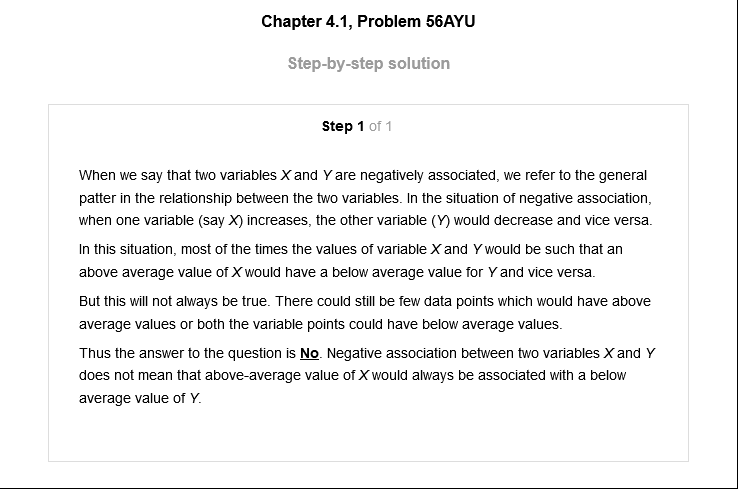 Chapter 4.1, Problem 56AYU
Step-by-step solution
Step 1 of 1
When we say that two variables X and Y are negatively associated, we refer to the general
patter in the relationship between the two variables. In the situation of negative association,
when one variable (say X) increases, the other variable (Y) would decrease and vice versa.
In this situation, most of the times the values of variable X and Y would be such that an
above average value of X would have a below average value for Y and vice versa.
But this will not always be true. There could still be few data points which would have above
average values or both the variable points could have below average values.
Thus the answer to the question is No. Negative association between two variables X and Y
does not mean that above-average value of X would always be associated with a below
average value of Y.